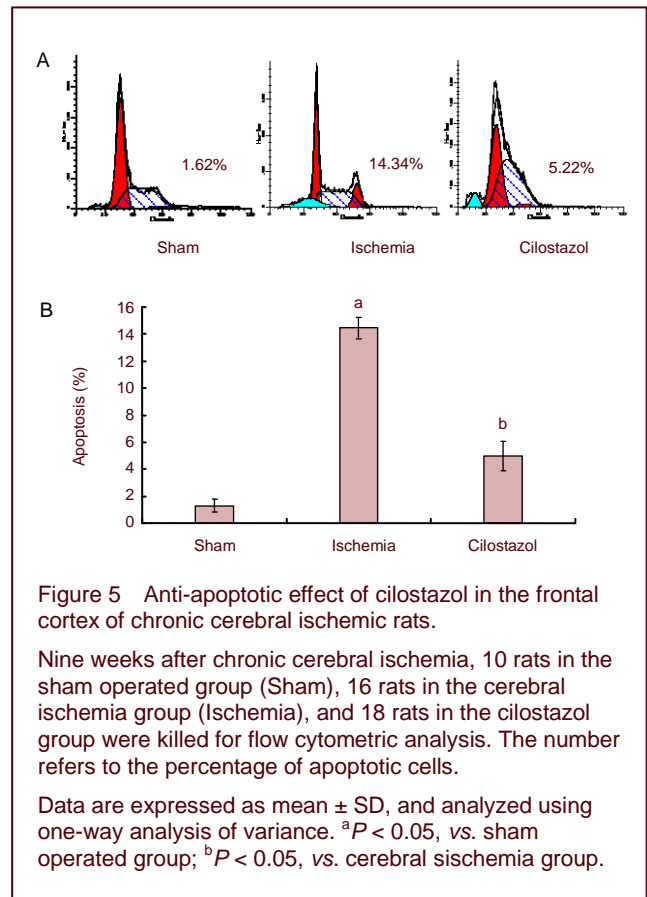 A
1.62%
14.34%
5.22%
Sham
Ischemia
Cilostazol
B
Apoptosis (%)
16
14
12
10
8
6
4
2
0
a
b
Sham
Ischemia
Cilostazol
Figure 5 Anti-apoptotic effect of cilostazol in the frontal
cortex of chronic cerebral ischemic rats.
Nine weeks after chronic cerebral ischemia, 10 rats in the
sham operated group (Sham), 16 rats in the cerebral
ischemia group (Ischemia), and 18 rats in the cilostazol
group were killed for flow cytometric analysis. The number
refers to the percentage of apoptotic cells.
Data are expressed as mean ± SD, and analyzed using
one-way analysis of variance. ᵃP < 0.05, vs. sham
operated group; ᵇP < 0.05, vs. cerebral sischemia group.